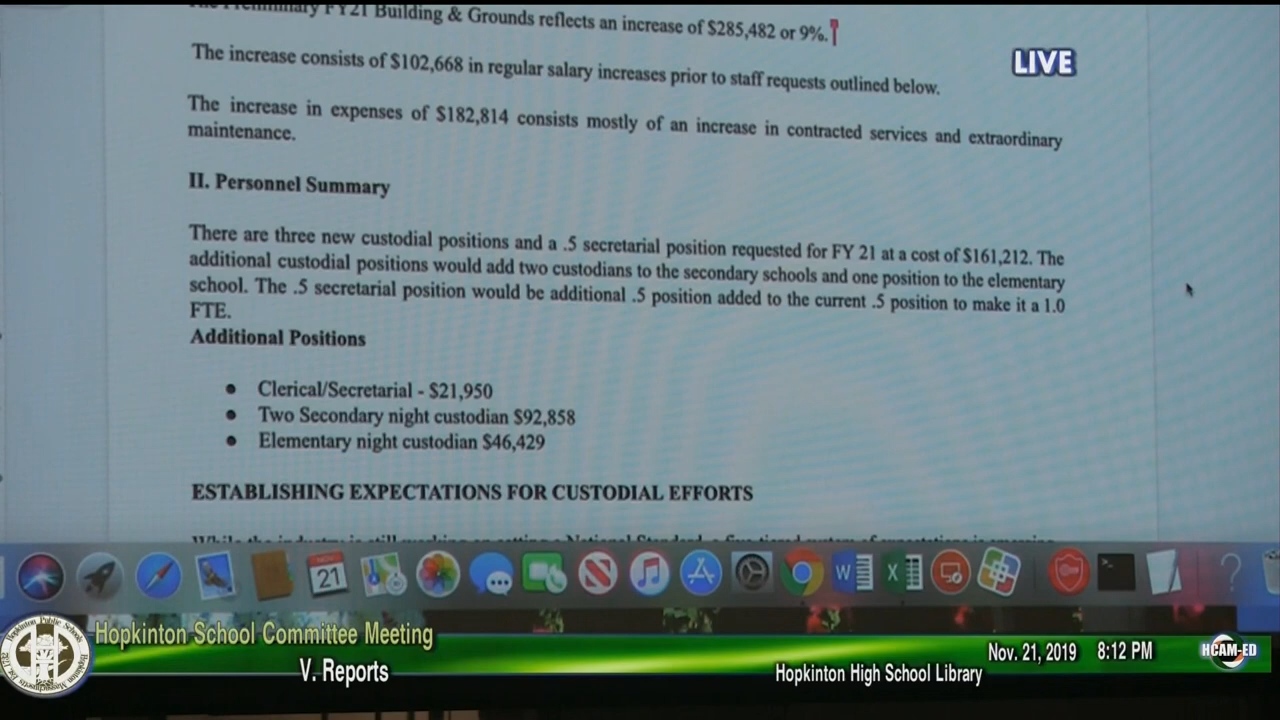 The Preliminary FY21 Building & Grounds reflects an increase of $285,482 or 9%.
LIVE
The increase consists of $102,668 in regular salary increases prior to staff requests outlined below.
The increase in expenses of $182,814 consists mostly of an increase in contracted services and extraordinary
maintenance.
II. Personnel Summary
There are three new custodial positions and a .5 secretarial position requested for FY 21 at a cost of $161,212. The
additional custodial positions would add two custodians to the secondary schools and one position to the elementary
school. The .5 secretarial position would be additional .5 position added to the current .5 position to make it a 1.0
FTE.
Additional Positions
• Clerical/Secretarial - $21,950
• Two Secondary night custodian $92,858
• Elementary night custodian $46,429
ESTABLISHING EXPECTATIONS FOR CUSTODIAL EFFORTS
NOV
21
W
X
Hopkinton Public Schools
Hopkinton School Committee Meeting
V. Reports
Nov. 21, 2019 8:12 PM
Hopkinton High School Library
HCAM-ED